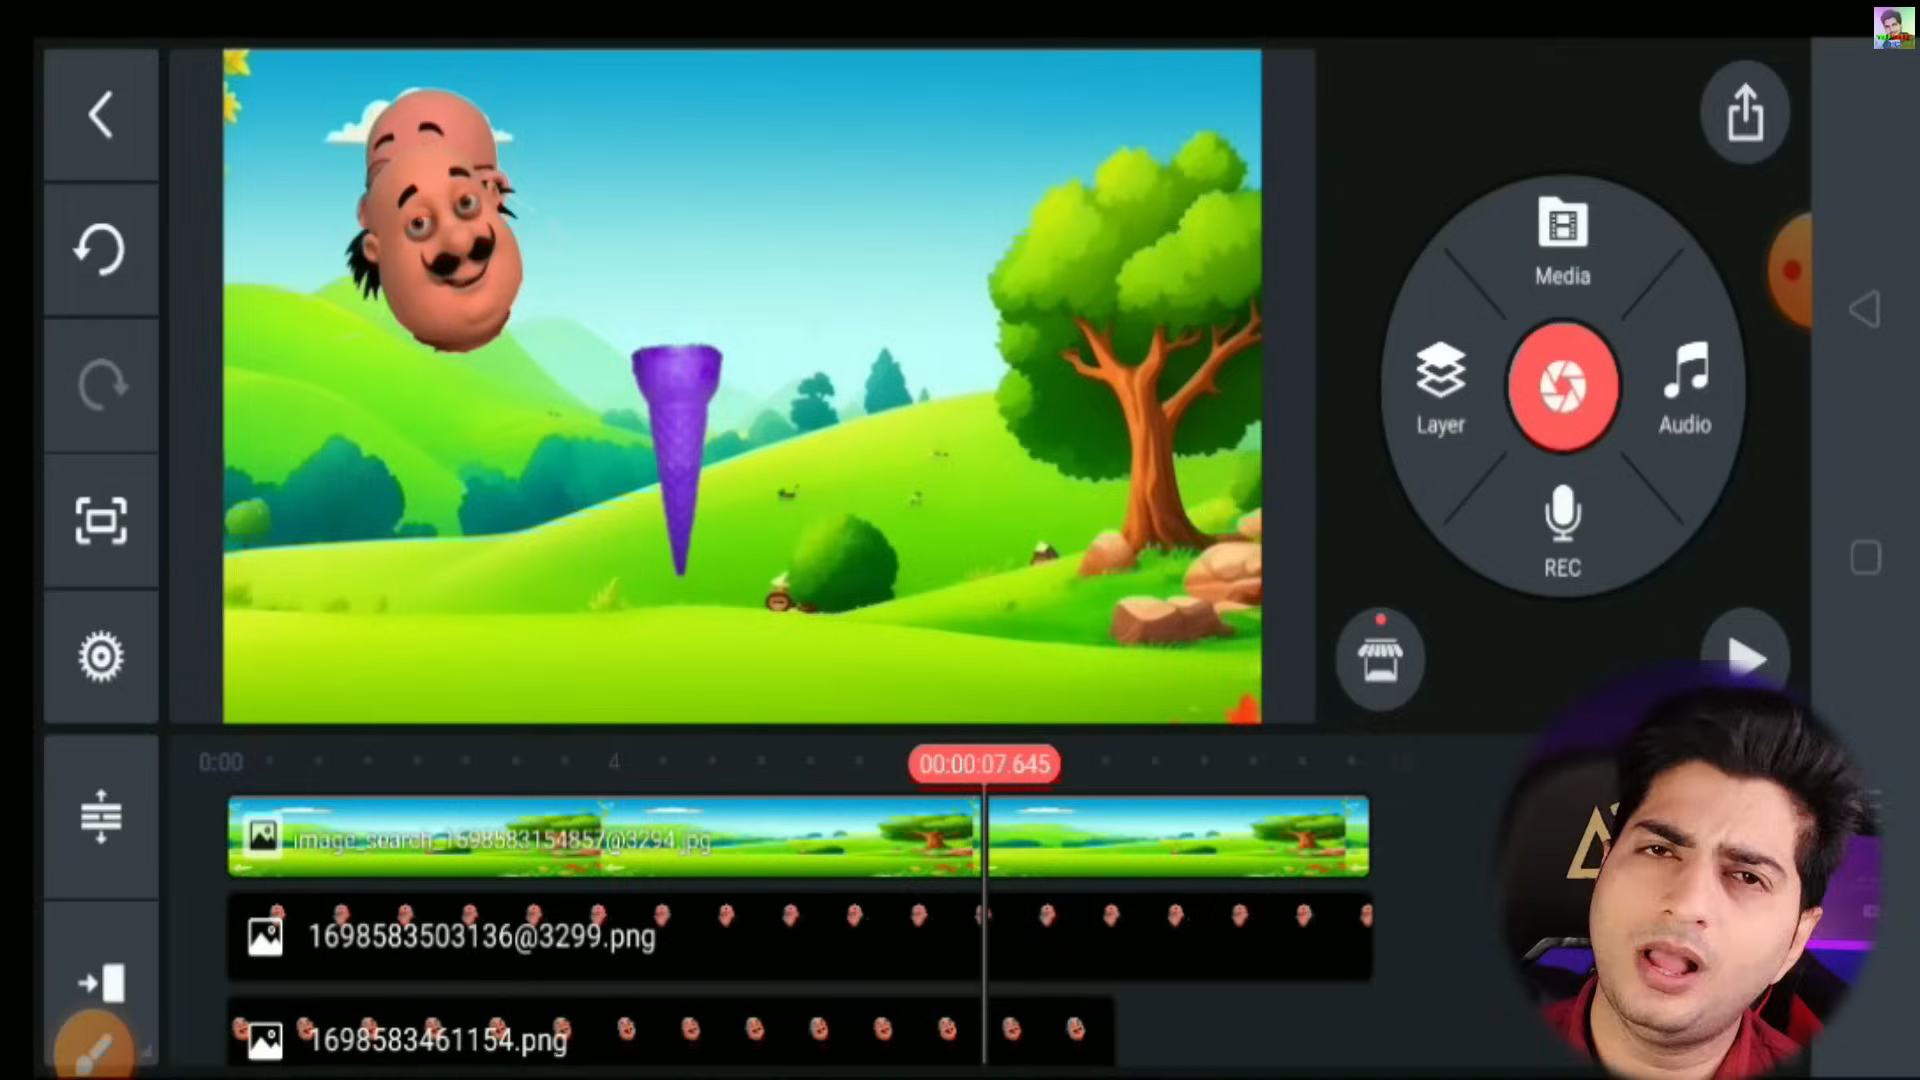 Media
Layer
Audio
REC
0:00
4
00:00:07.645
image_search_1698583154857@3294.jpg
1698583503136@3299.png
1698583461154.png